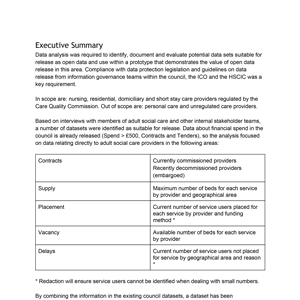 Executive Summary
Data analysis was required to identify, document and evaluate potential data sets suitable for
release as open data and use within a prototype that demonstrates the value of open data
release in this area. Compliance with data protection legislation and guidelines on data
release from information governance teams within the council, the ICO and the HSCIC was a
key requirement.
In scope are: nursing, residential, domiciliary and short stay care providers regulated by the
Care Quality Commission. Out of scope are: personal care and unregulated care providers.
Based on interviews with members of adult social care and other internal stakeholder teams,
a number of datasets were identified as suitable for release. Data about financial spend in the
council is already released (Spend > £500, Contracts and Tenders), so the analysis focused
on data relating directly to adult social care providers in the following areas:
Contracts
Currently commissioned providers
Recently decommissioned providers
(embargoed)
Supply
Maximum number of beds for each service
by provider and geographical area
Placement
Current number of service users placed for
each service by provider and funding
method *
Vacancy
Available number of beds for each service
by provider
Delays
Current number of service users not placed
for service by geographical area and reason
*
* Redaction will ensure service users cannot be identified when dealing with small numbers.
By combining the information in the existing council datasets, a dataset has been